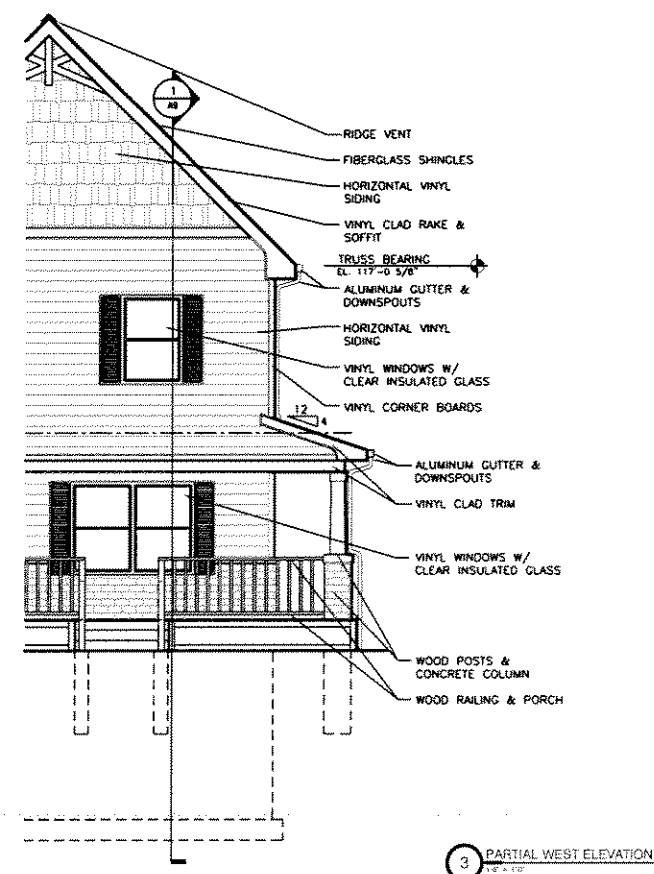 1
A9
RIDGE VENT
FIBERGLASS SHINGLES
HORIZONTAL VINYL
SIDING
VINYL CLAD RAKE &
SOFFIT
TRUSS BEARING
EL. 117'-0 5/8"
ALUMINUM GUTTER &
DOWNSPOUTS
HORIZONTAL VINYL
SIDING
VINYL WINDOWS W/
CLEAR INSULATED GLASS
VINYL CORNER BOARDS
12
4
ALUMINUM GUTTER &
DOWNSPOUTS
VINYL CLAD TRIM
VINYL WINDOWS W/
CLEAR INSULATED GLASS
WOOD POSTS &
CONCRETE COLUMN
WOOD RAILING & PORCH
3
PARTIAL WEST ELEVATION